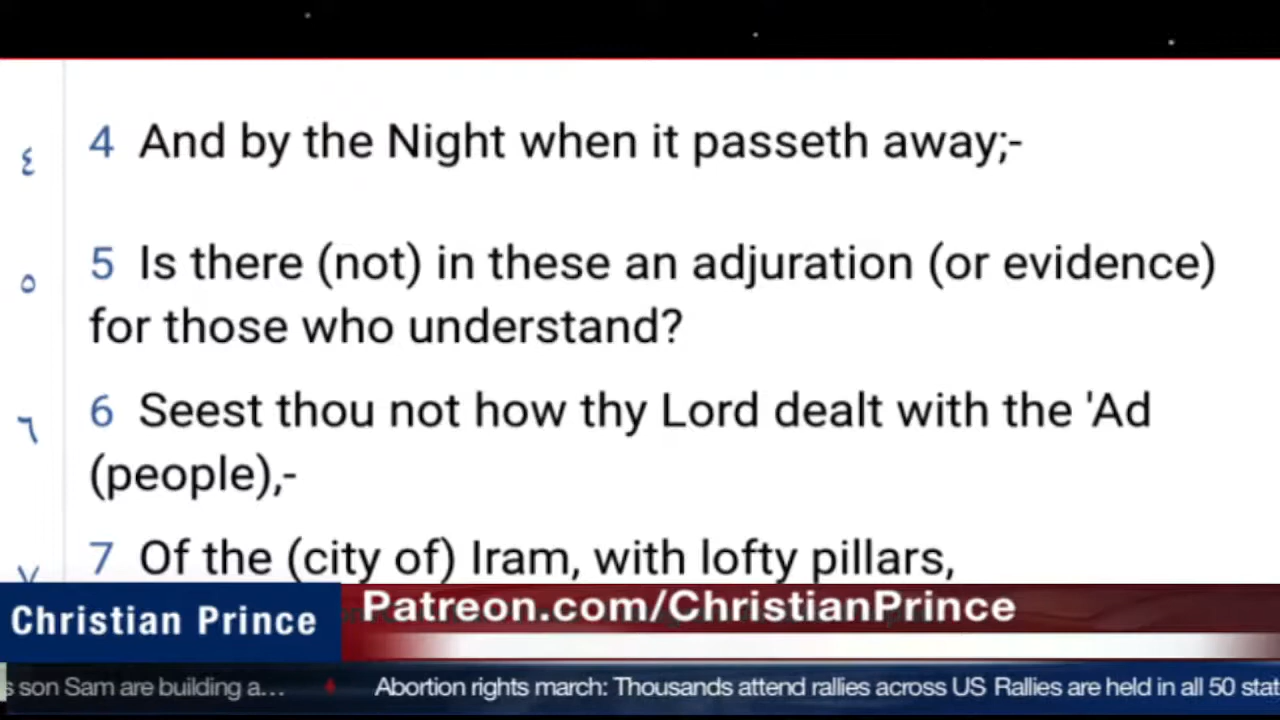 ٤
4 And by the Night when it passeth away;-
٥
5 Is there (not) in these an adjuration (or evidence)
for those who understand?
٦
6 Seest thou not how thy Lord dealt with the 'Ad
(people),-
٧
7 Of the (city of) Iram, with lofty pillars,
Christian Prince
Patreon.com/ChristianPrince
s son Sam are building a...
Abortion rights march: Thousands attend rallies across US Rallies are held in all 50 stat